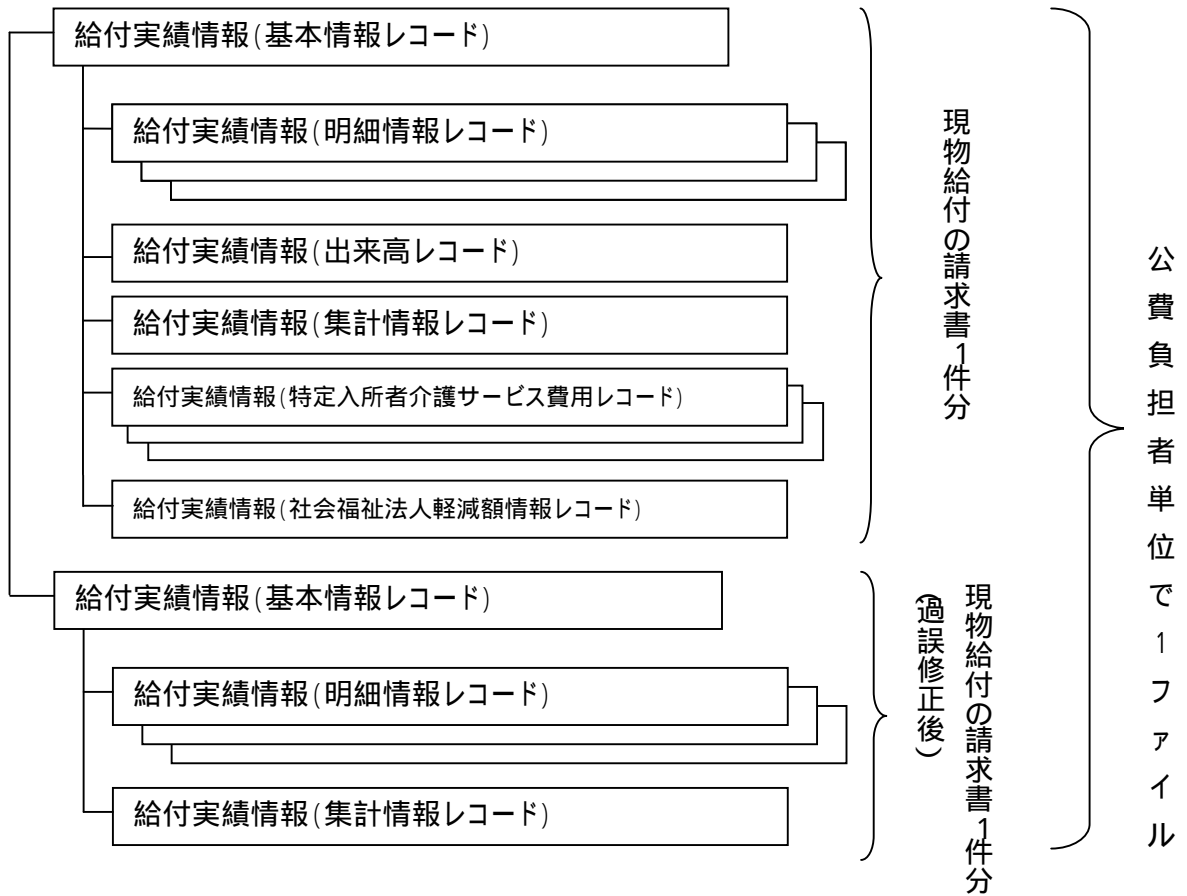 給付実績情報(基本情報レコード)
給付実績情報(明細情報レコード)
給付実績情報(出来高レコード)
給付実績情報(集計情報レコード)
給付実績情報(特定入所者介護サービス費用レコード)
給付実績情報(社会福祉法人軽減額情報レコード)
現物給付の請求書1件分
給付実績情報(基本情報レコード)
給付実績情報(明細情報レコード)
給付実績情報(集計情報レコード)
現物給付の請求書1件分
(過誤修正後)
公費負担者単位で1ファイル